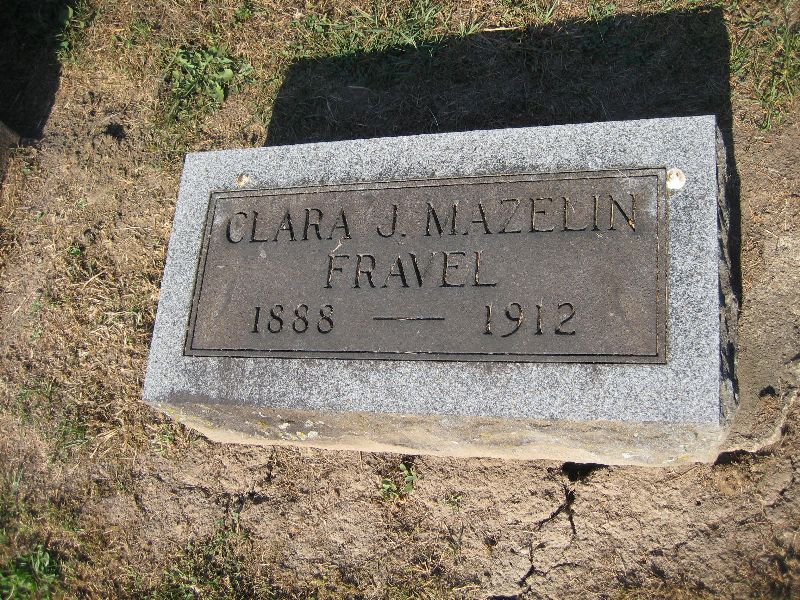 CLARA J. MAZELIN
FRAVEL
1888 — 1912